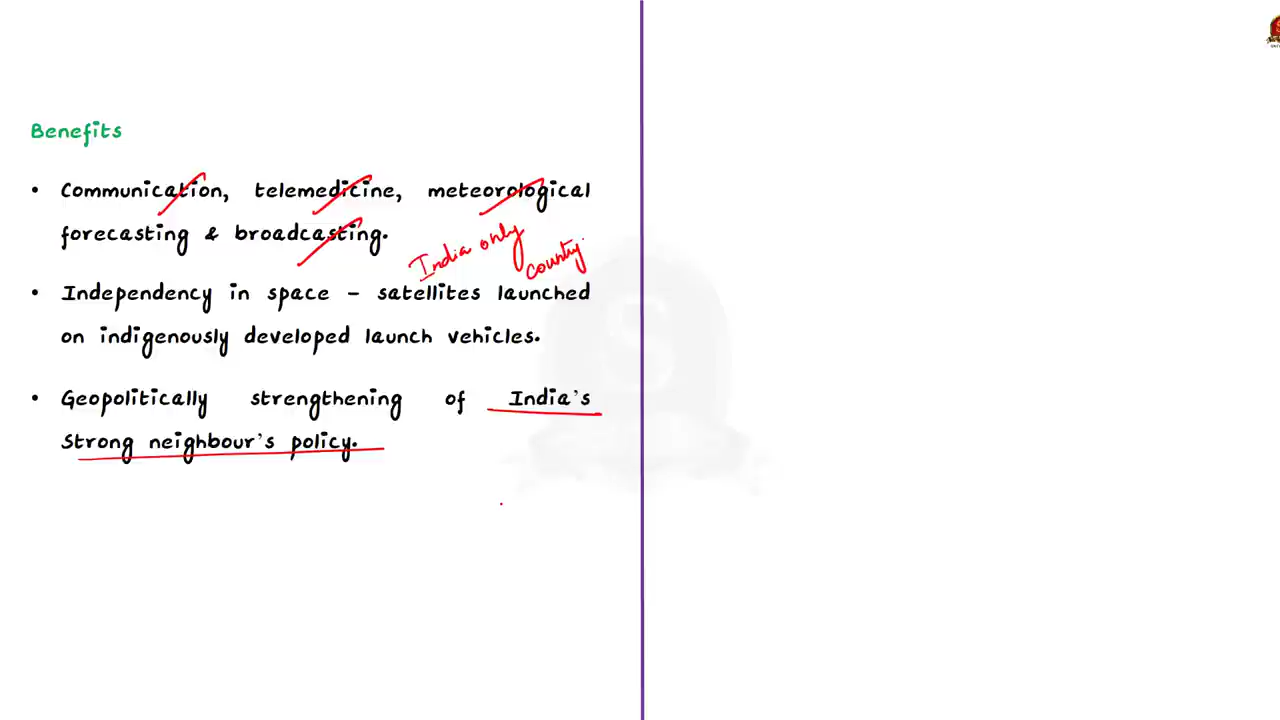 Benefits
• Communication, telemedicine, meteorological
forecasting & broadcasting.
India only
country.
• Independency in space – satellites launched
on indigenously developed launch vehicles.
• Geopolitically strengthening of India's
Strong neighbour's policy.